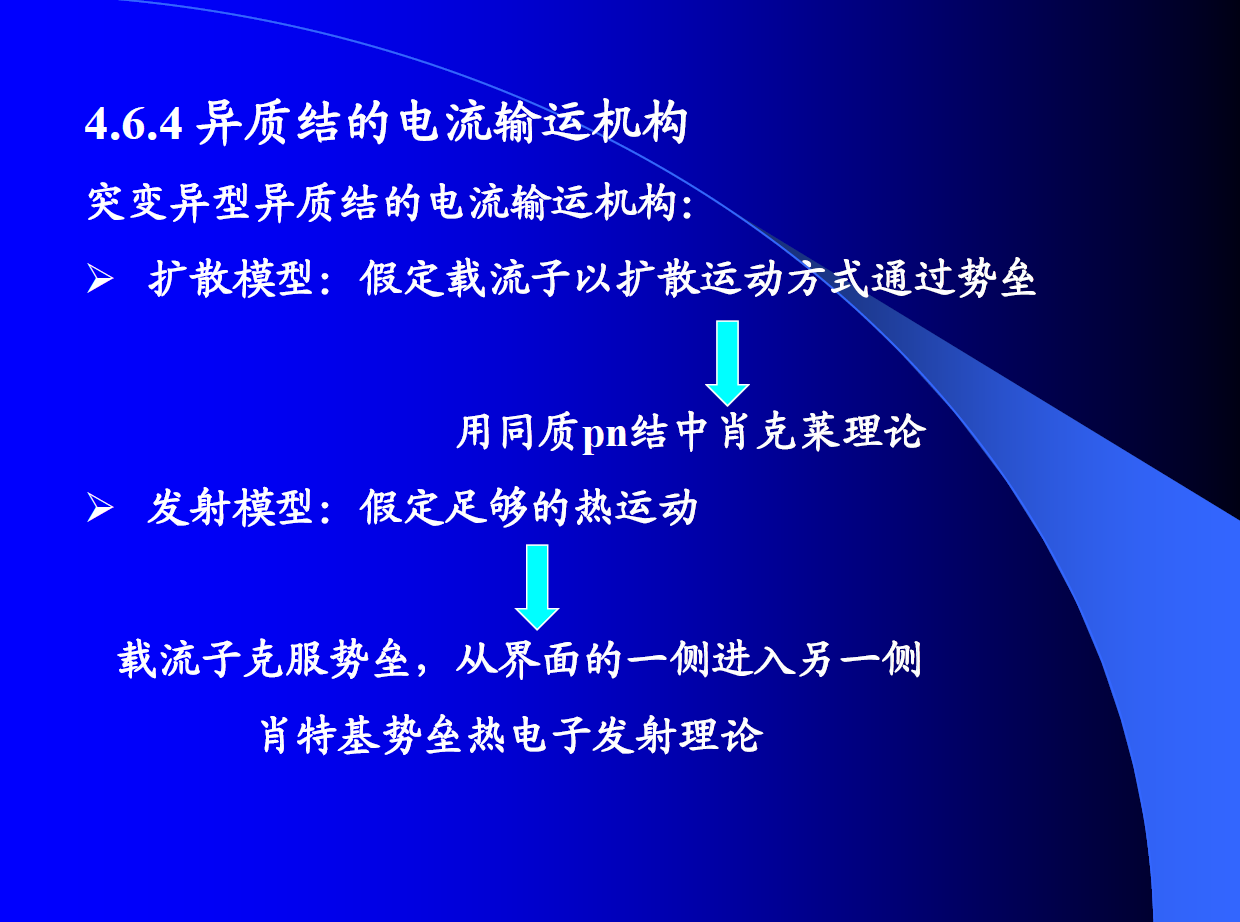 4.6.4 异质结的电流输运机构
突变异型异质结的电流输运机构：
扩散模型：假定载流子以扩散运动方式通过势垒
用同质pn结中肖克莱理论
发射模型：假定足够的热运动
载流子克服势垒，从界面的一侧进入另一侧
肖特基势垒热电子发射理论